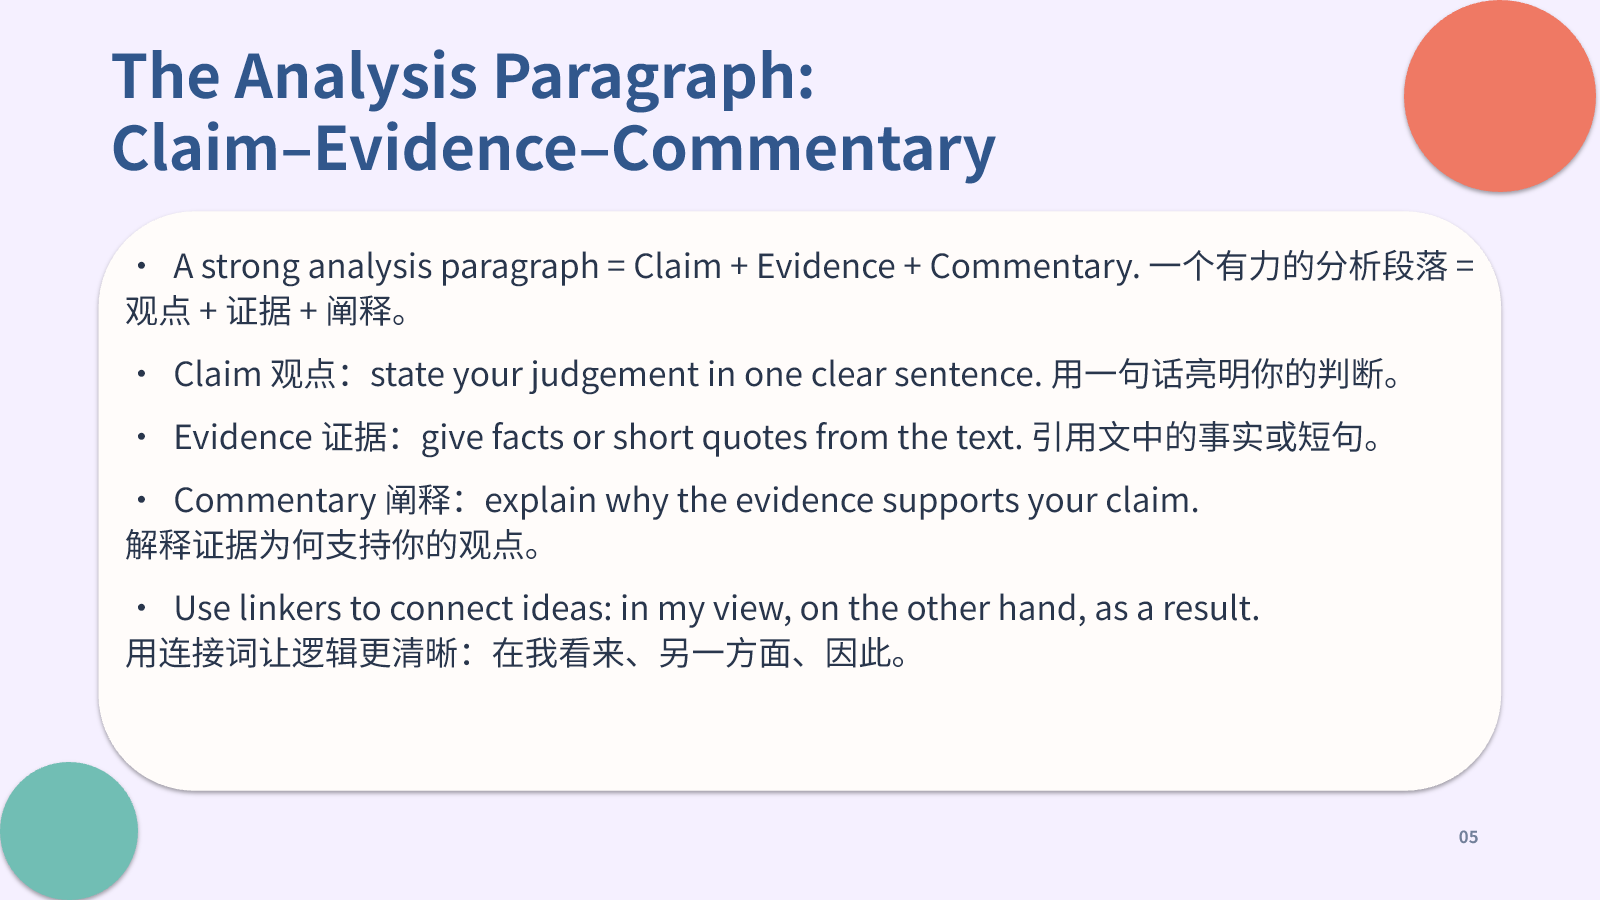 The Analysis Paragraph:
Claim–Evidence–Commentary
• A strong analysis paragraph = Claim + Evidence + Commentary. 一个有力的分析段落 =
观点 + 证据 + 阐释。
• Claim 观点：state your judgement in one clear sentence. 用一句话亮明你的判断。
• Evidence 证据：give facts or short quotes from the text. 引用文中的事实或短句。
• Commentary 阐释：explain why the evidence supports your claim.
解释证据为何支持你的观点。
• Use linkers to connect ideas: in my view, on the other hand, as a result.
用连接词让逻辑更清晰：在我看来、另一方面、因此。
05